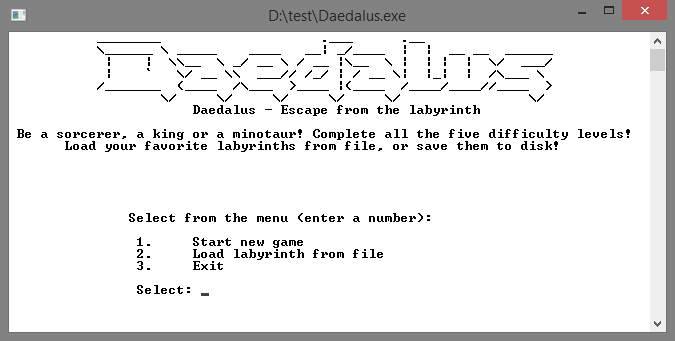 D:\test\Daedalus.exe
Daedalus
Daedalus - Escape from the labyrinth
Be a sorcerer, a king or a minotaur! Complete all the five difficulty levels!
Load your favorite labyrinths from file, or save them to disk!
Select from the menu (enter a number):
1. Start new game
2. Load labyrinth from file
3. Exit
Select: _